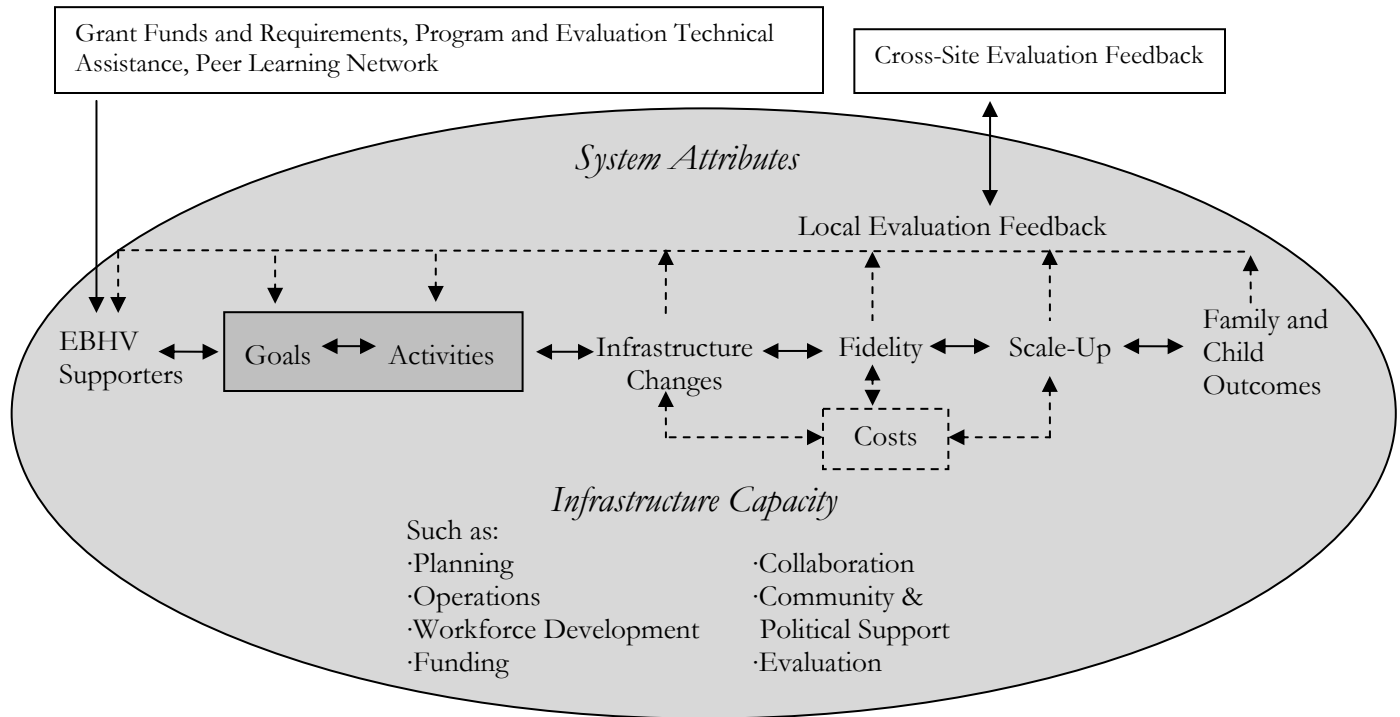 Grant Funds and Requirements, Program and Evaluation Technical
Assistance, Peer Learning Network
Cross-Site Evaluation Feedback
System Attributes
Local Evaluation Feedback
EBHV
Supporters
Goals
Activities
Infrastructure
Changes
Fidelity
Scale-Up
Family and
Child
Outcomes
Costs
Infrastructure Capacity
Such as:
·Planning
·Operations
·Workforce Development
·Funding
·Collaboration
·Community &
Political Support
·Evaluation